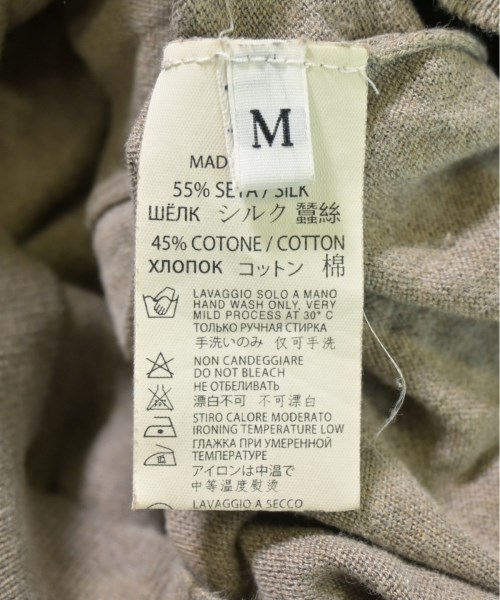 M
MAD
55% SETA / SILK
ШЁЛК シルク 蠶絲
45% COTONE / COTTON
ХЛОПОК コットン 棉
LAVAGGIO SOLO A MANO
HAND WASH ONLY, VERY
MILD PROCESS AT 30° C
ТОЛЬКО РУЧНАЯ СТИРКА
手洗いのみ 仅可手洗
NON CANDEGGIARE
DO NOT BLEACH
НЕ ОТБЕЛИВАТЬ
漂白不可 不可漂白
STIRO CALORE MODERATO
IRONING TEMPERATURE LOW
ГЛАЖКА ПРИ УМЕРЕННОЙ
ТЕМПЕРАТУРЕ
アイロンは中温で
中等温度熨烫
LAVAGGIO A SECCO